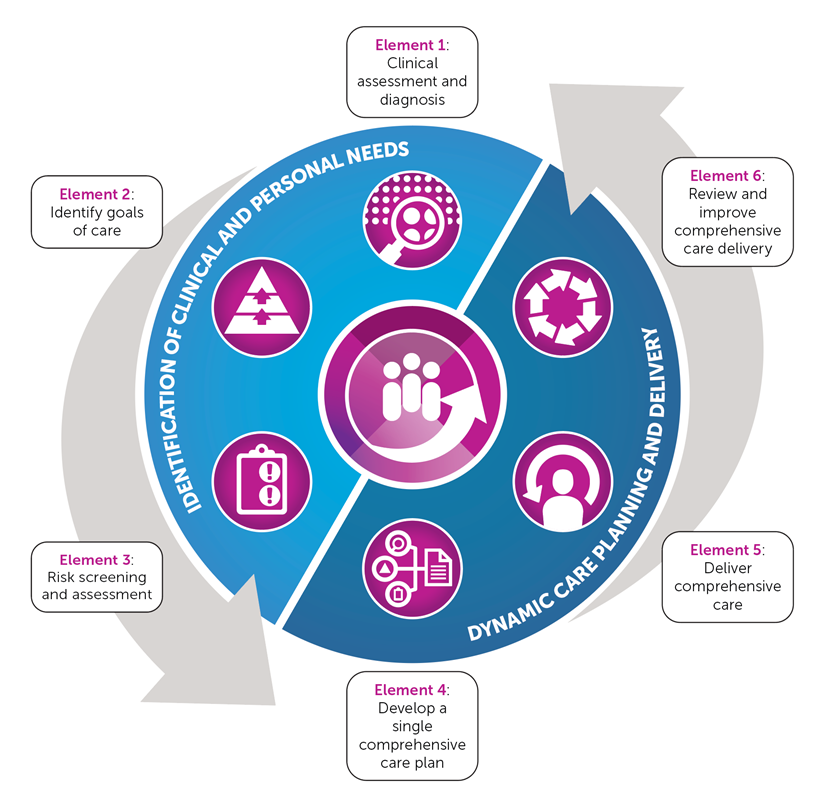 Element 1:
Clinical
assessment and
diagnosis
Element 2:
Identify goals
of care
Element 3:
Risk screening
and assessment
Element 4:
Develop a
single
comprehensive
care plan
Element 5:
Deliver
comprehensive
care
Element 6:
Review and
improve
comprehensive
care delivery
IDENTIFICATION OF CLINICAL AND PERSONAL NEEDS
DYNAMIC CARE PLANNING AND DELIVERY